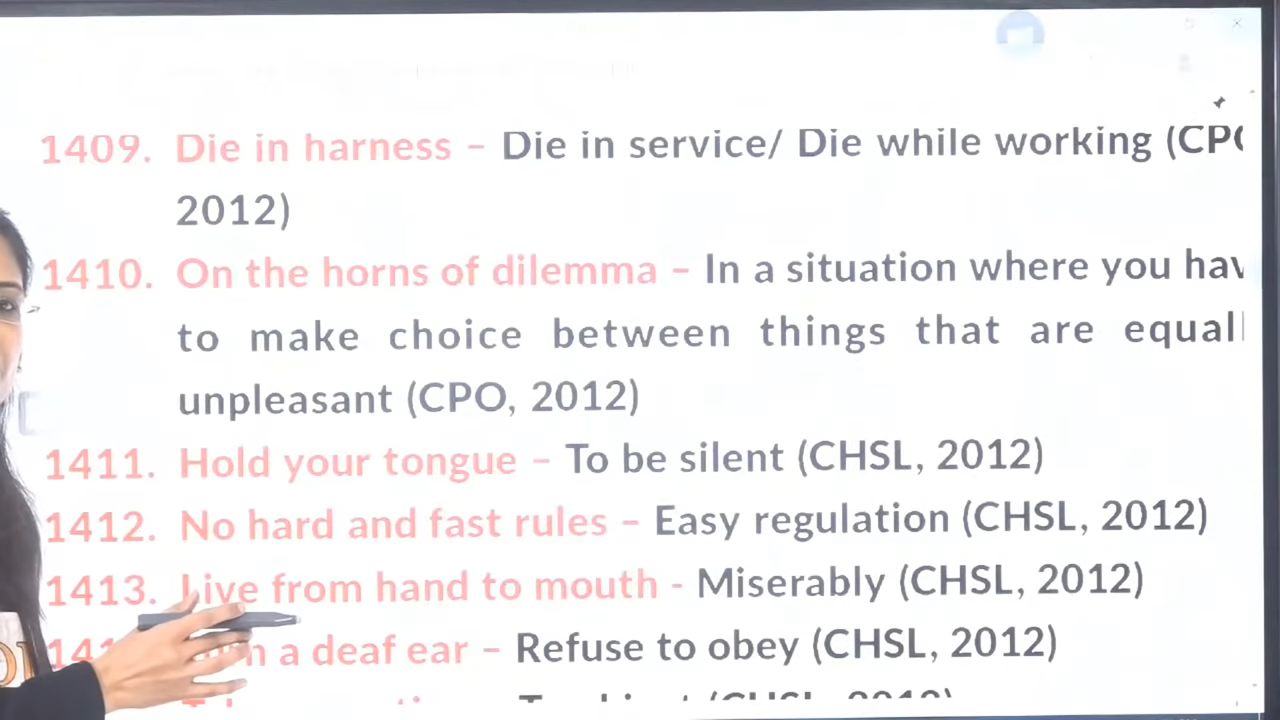 1409. Die in harness – Die in service/ Die while working (CPO
2012)
1410. On the horns of dilemma – In a situation where you hav
to make choice between things that are equall
unpleasant (CPO, 2012)
1411. Hold your tongue – To be silent (CHSL, 2012)
1412. No hard and fast rules – Easy regulation (CHSL, 2012)
1413. Live from hand to mouth - Miserably (CHSL, 2012)
a deaf ear – Refuse to obey (CHSL, 2012)